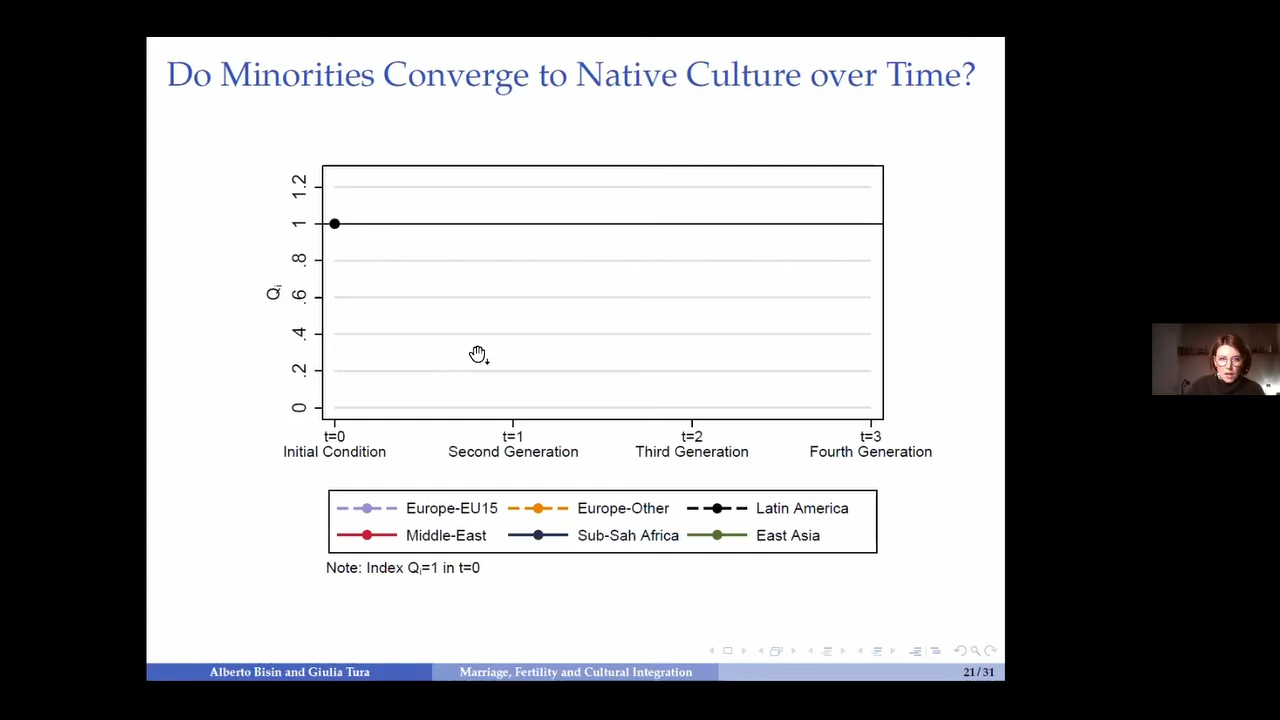 Do Minorities Converge to Native Culture over Time?
1.2
1
.8
.6
.4
.2
0
Qi
t=0 t=1 t=2 t=3
Initial Condition Second Generation Third Generation Fourth Generation
Europe-EU15 Europe-Other Latin America
Middle-East Sub-Sah Africa East Asia
Note: Index Qi=1 in t=0
Alberto Bisin and Giulia Tura Marriage, Fertility and Cultural Integration 21/31